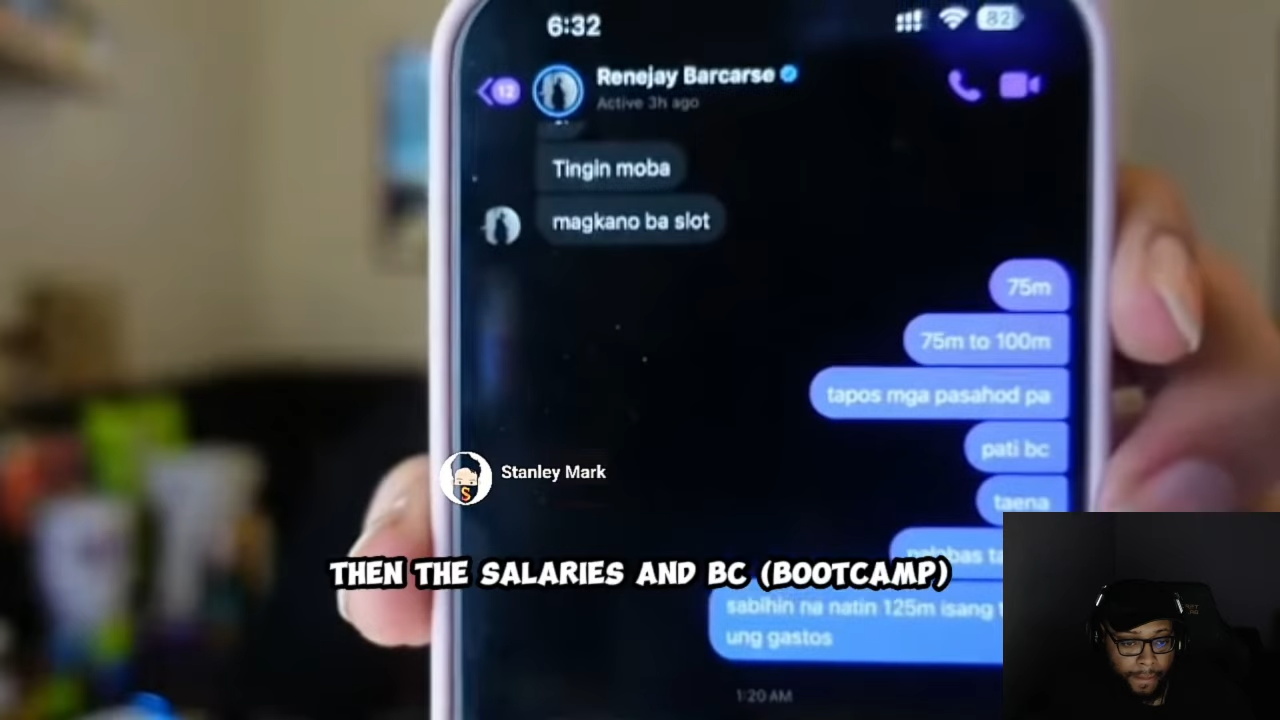 6:32
82
12
Renejay Barcarse
Active 3h ago
Tingin moba
magkano ba slot
75m
75m to 100m
tapos mga pasahod pa
pati bc
taena
Stanley Mark
THEN THE SALARIES AND BC (BOOTCAMP)
sabihin na natin 125m isang
ung gastos
1:20 AM